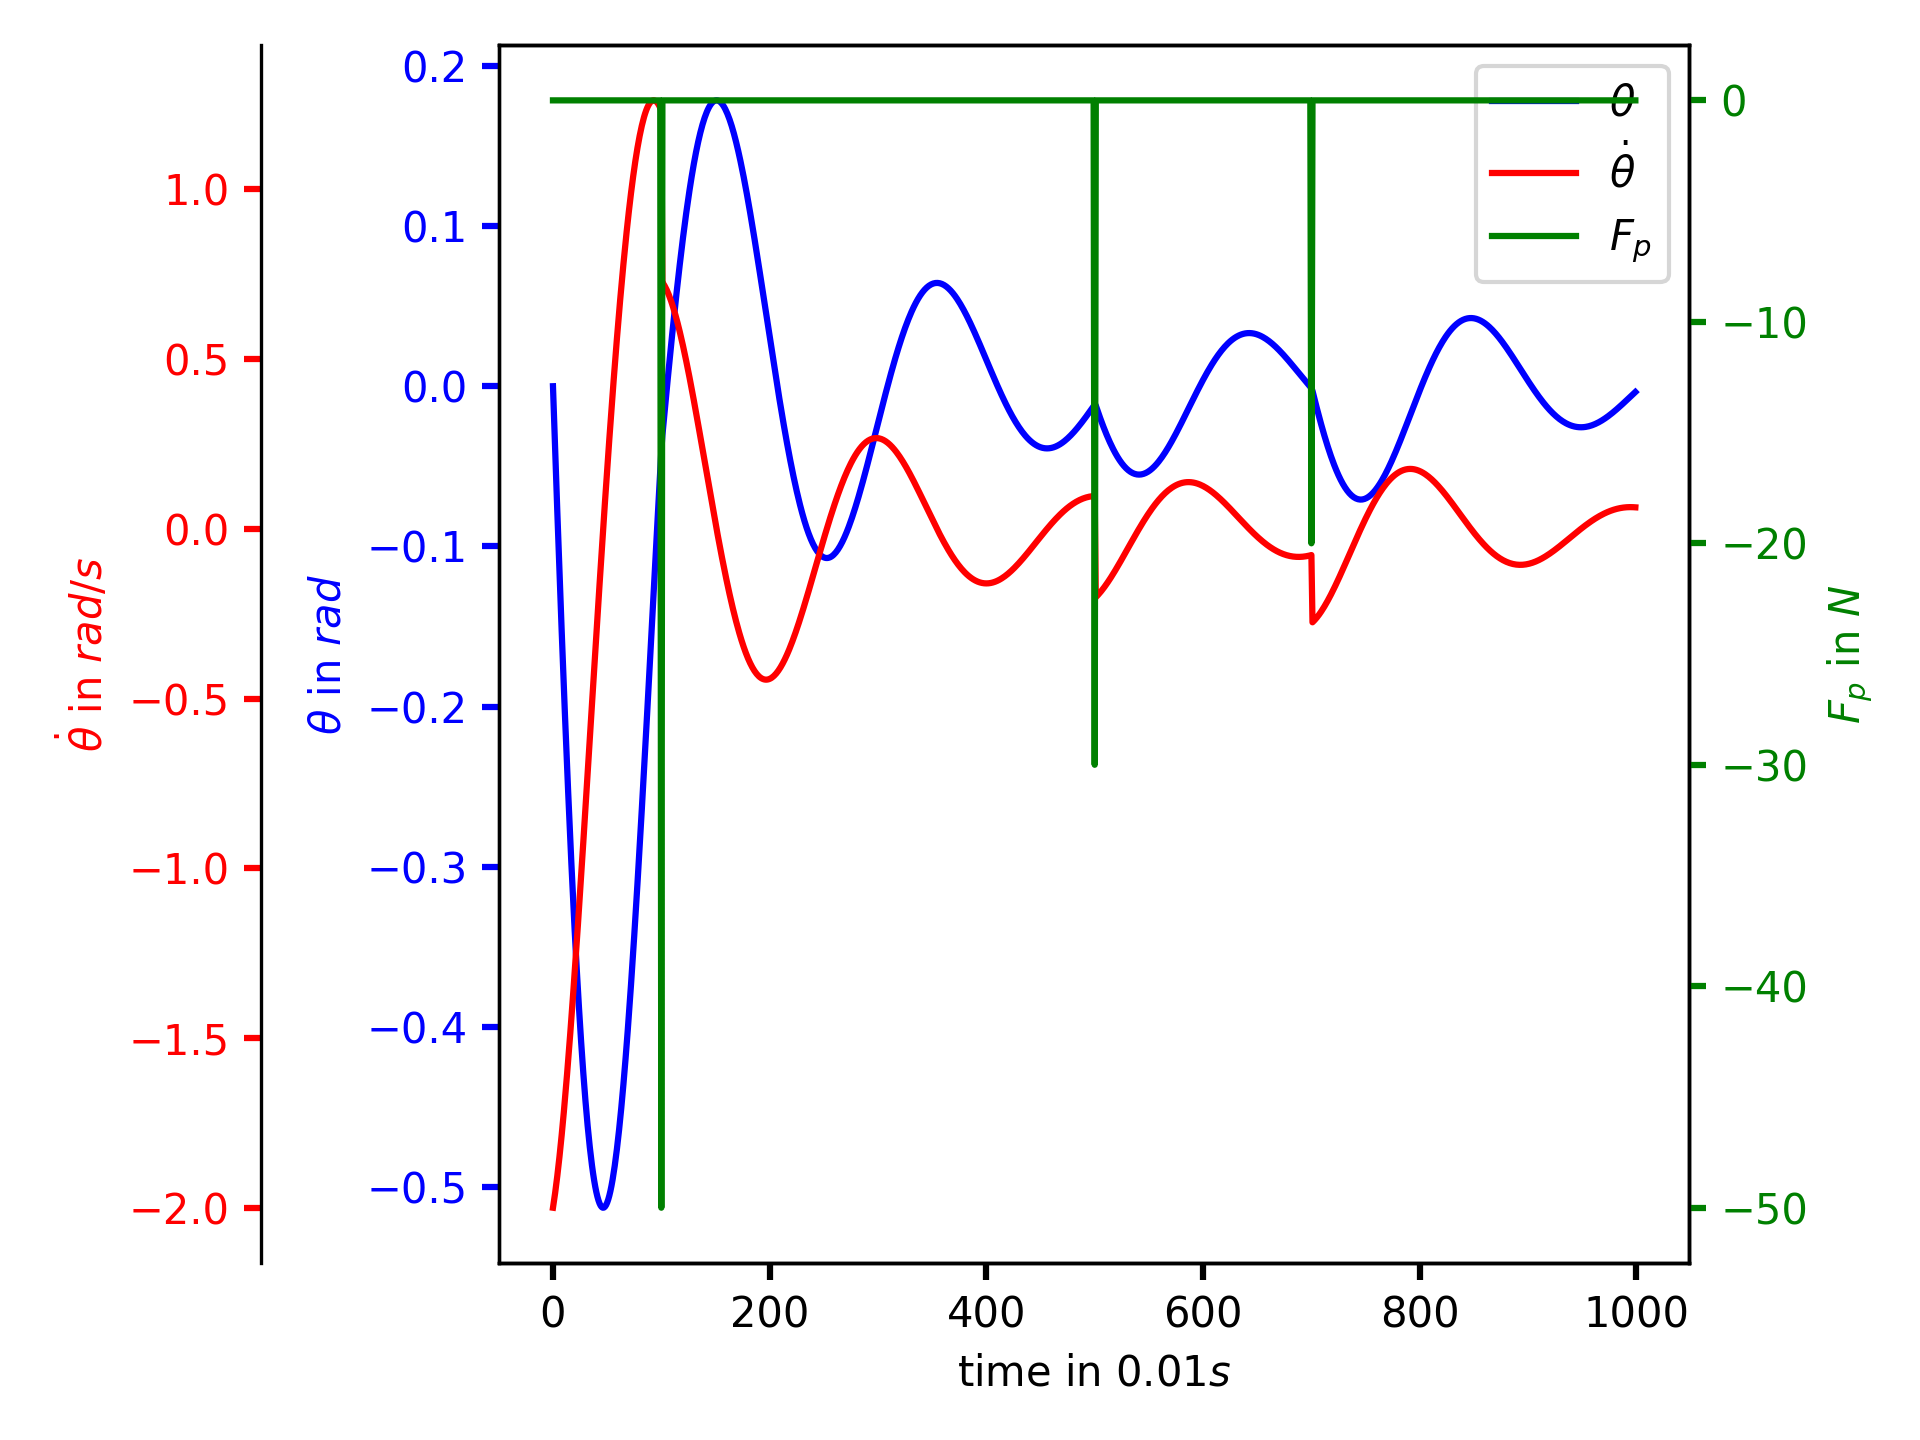 θ̇ in rad/s
1.0
0.5
0.0
−0.5
−1.0
−1.5
−2.0
θ in rad
0.2
0.1
0.0
−0.1
−0.2
−0.3
−0.4
−0.5
θ
θ̇
Fₚ
0
−10
−20
−30
−40
−50
Fₚ in N
0 200 400 600 800 1000
time in 0.01s